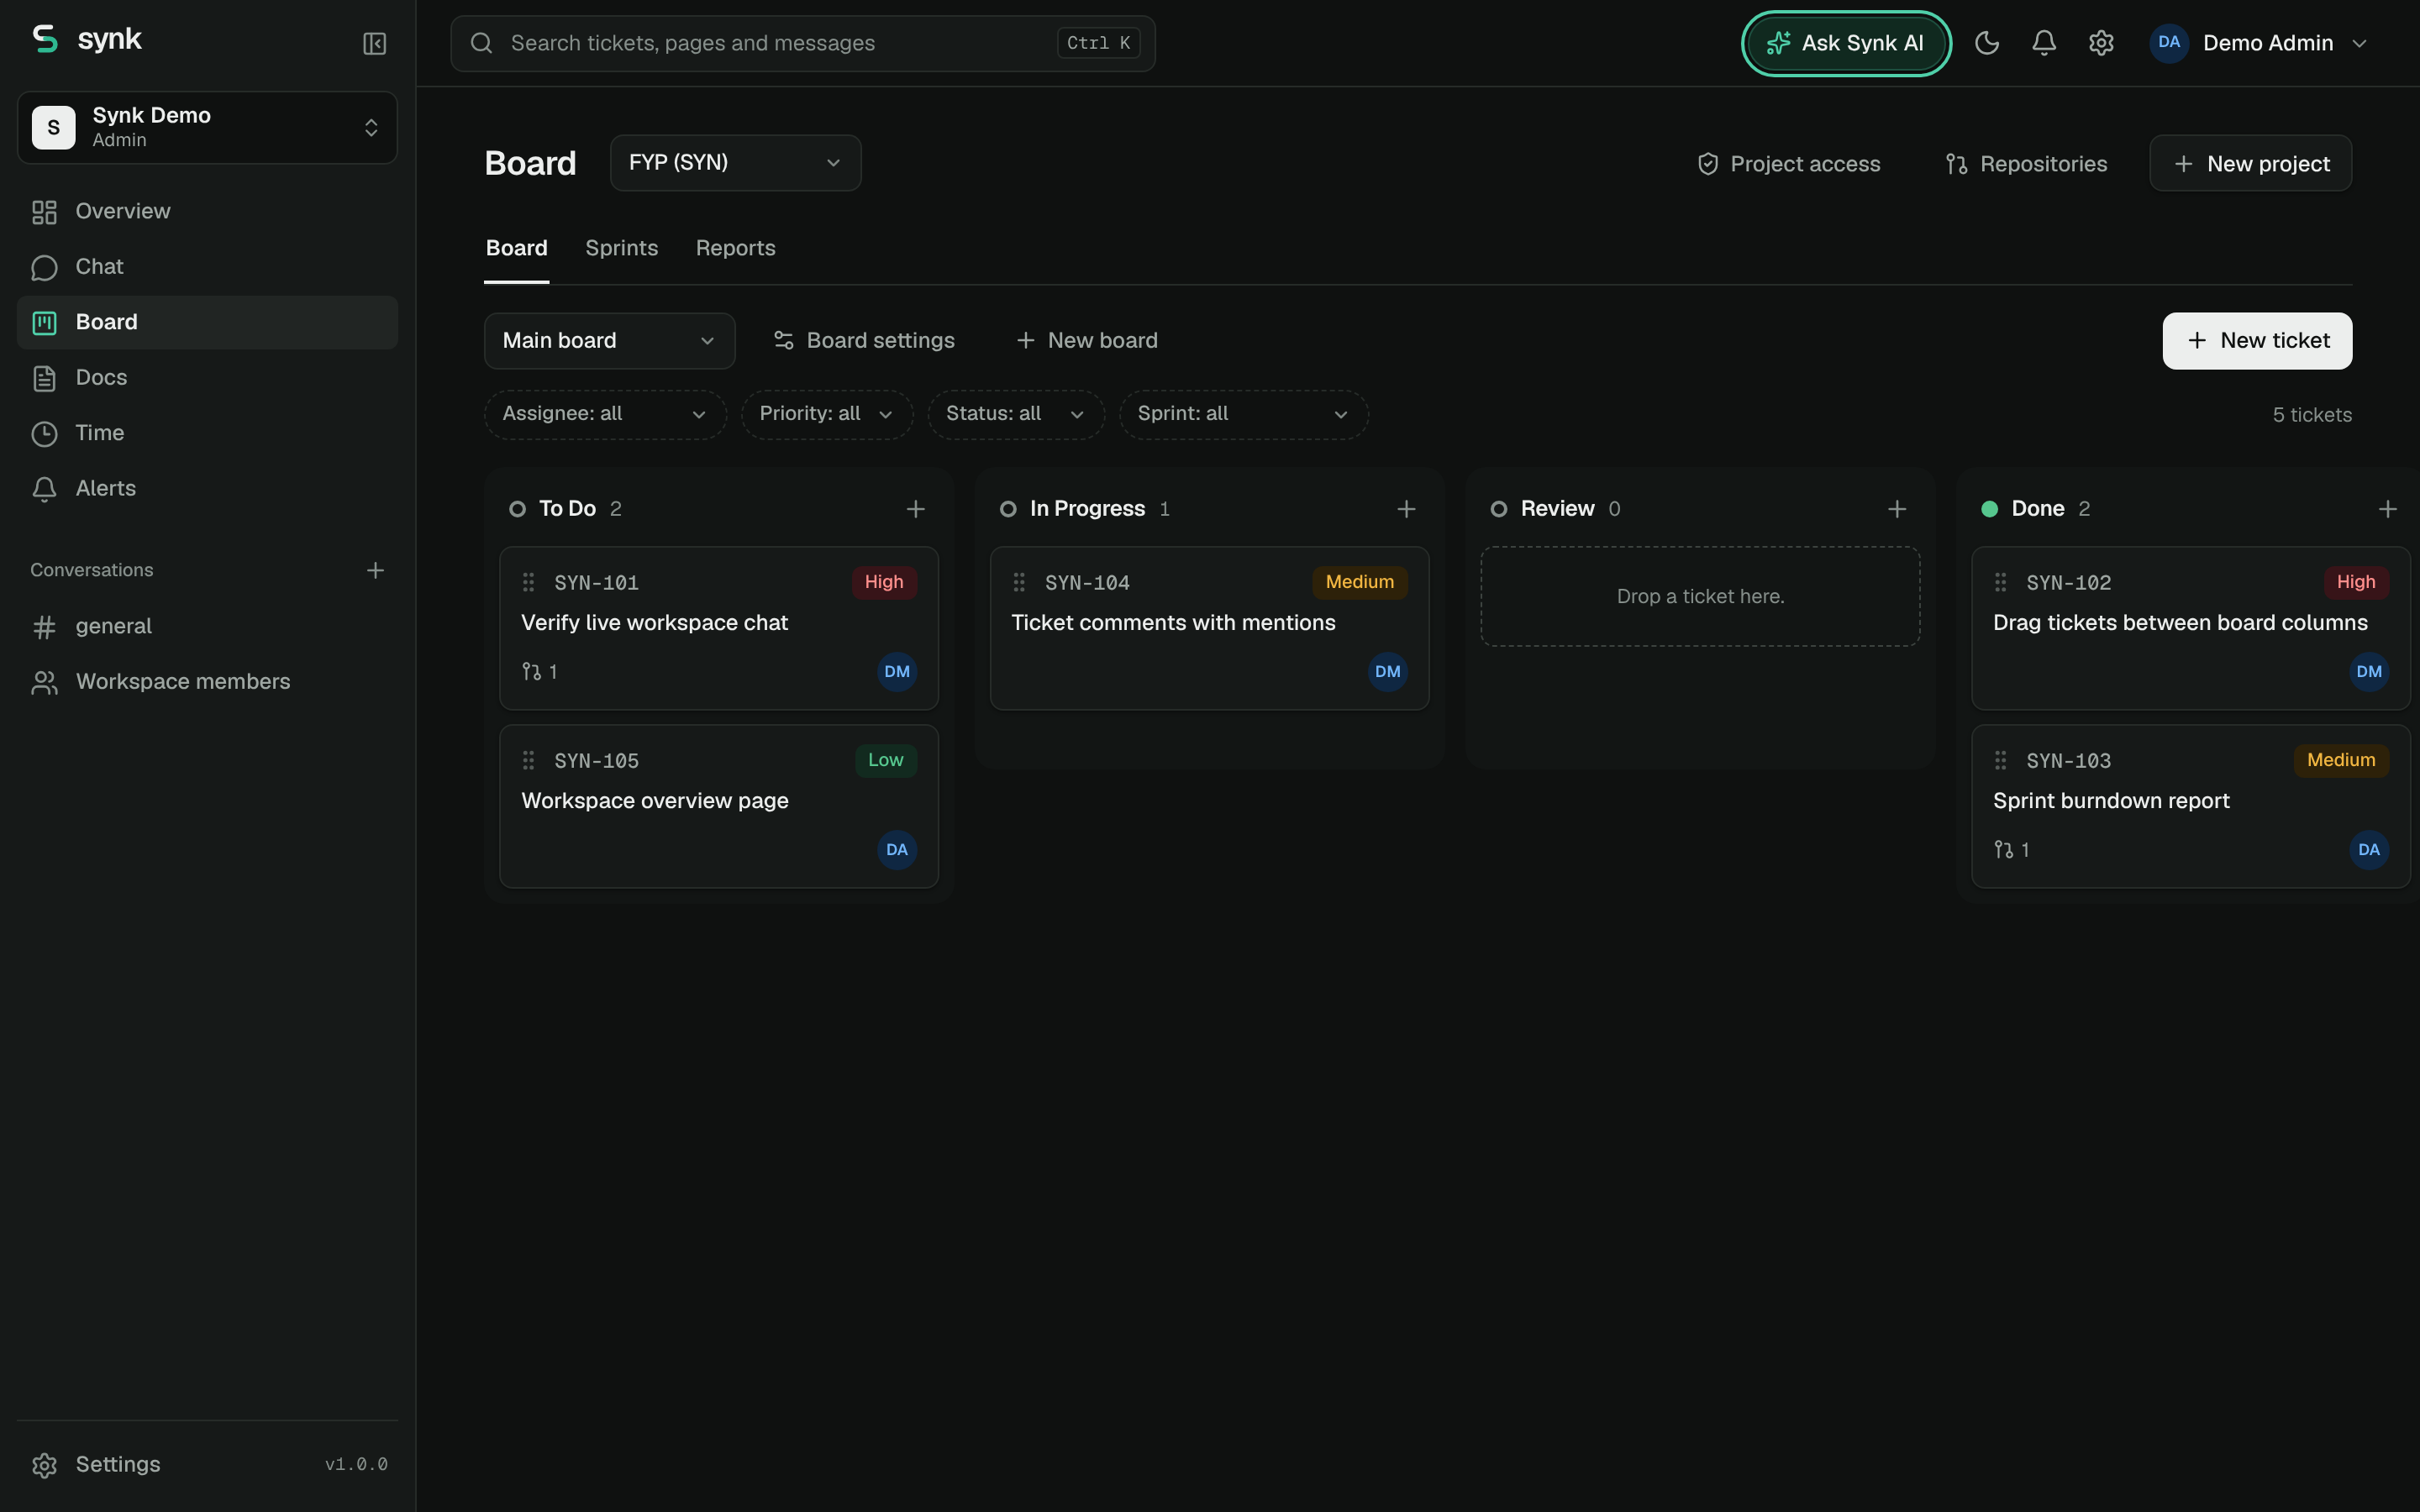 synk
Search tickets, pages and messages
Ctrl K
Ask Synk AI
DA
Demo Admin
S
Synk Demo
Admin
Overview
Chat
Board
Docs
Time
Alerts
Conversations
general
Workspace members
Settings
v1.0.0
Board
FYP (SYN)
Project access
Repositories
New project
Board
Sprints
Reports
Main board
Board settings
New board
New ticket
Assignee: all
Priority: all
Status: all
Sprint: all
5 tickets
To Do 2
SYN-101
High
Verify live workspace chat
1
DM
SYN-105
Low
Workspace overview page
DA
In Progress 1
SYN-104
Medium
Ticket comments with mentions
DM
Review 0
Drop a ticket here.
Done 2
SYN-102
High
Drag tickets between board columns
DM
SYN-103
Medium
Sprint burndown report
1
DA